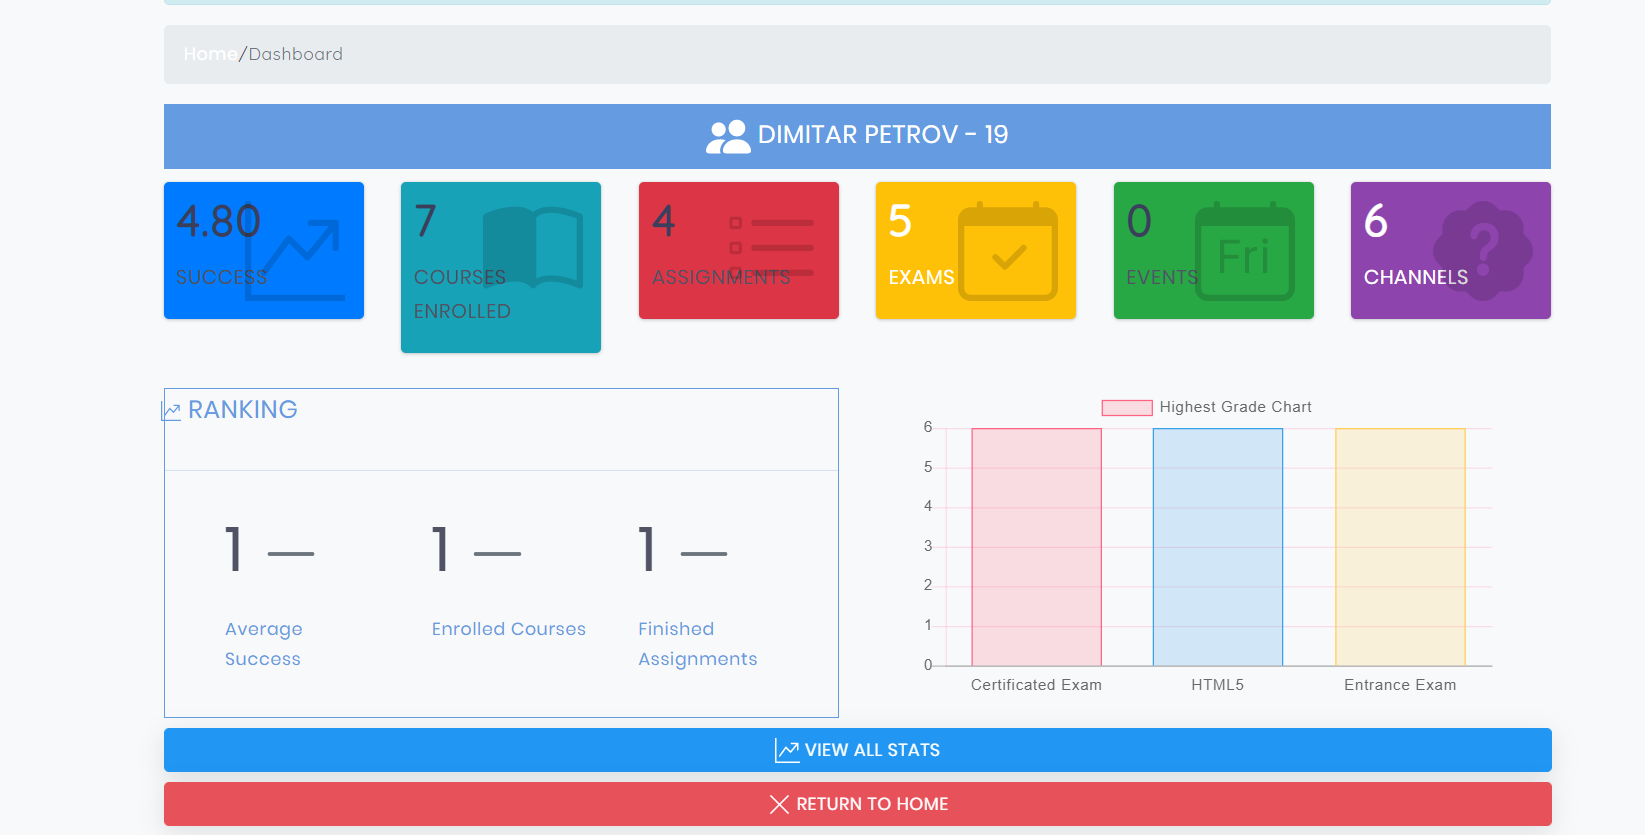 Home/Dashboard
DIMITAR PETROV - 19
4.80
SUCCESS
7
COURSES
ENROLLED
4
ASSIGNMENTS
5
EXAMS
0
EVENTS
Fri
6
CHANNELS
?
RANKING
1 —
Average
Success
1 —
Enrolled Courses
1 —
Finished
Assignments
Highest Grade Chart
6
5
4
3
2
1
0
Certificated Exam
HTML5
Entrance Exam
VIEW ALL STATS
RETURN TO HOME